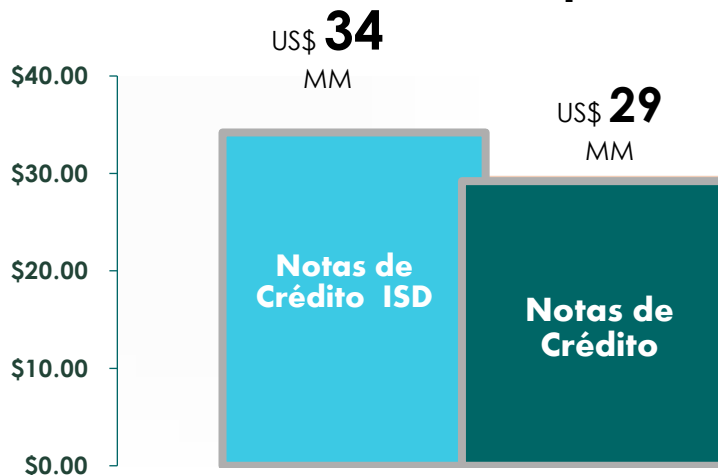 US$ 34
MM
US$ 29
MM
$40.00
$30.00
$20.00
$10.00
$0.00
Notas de
Crédito ISD
Notas de
Crédito